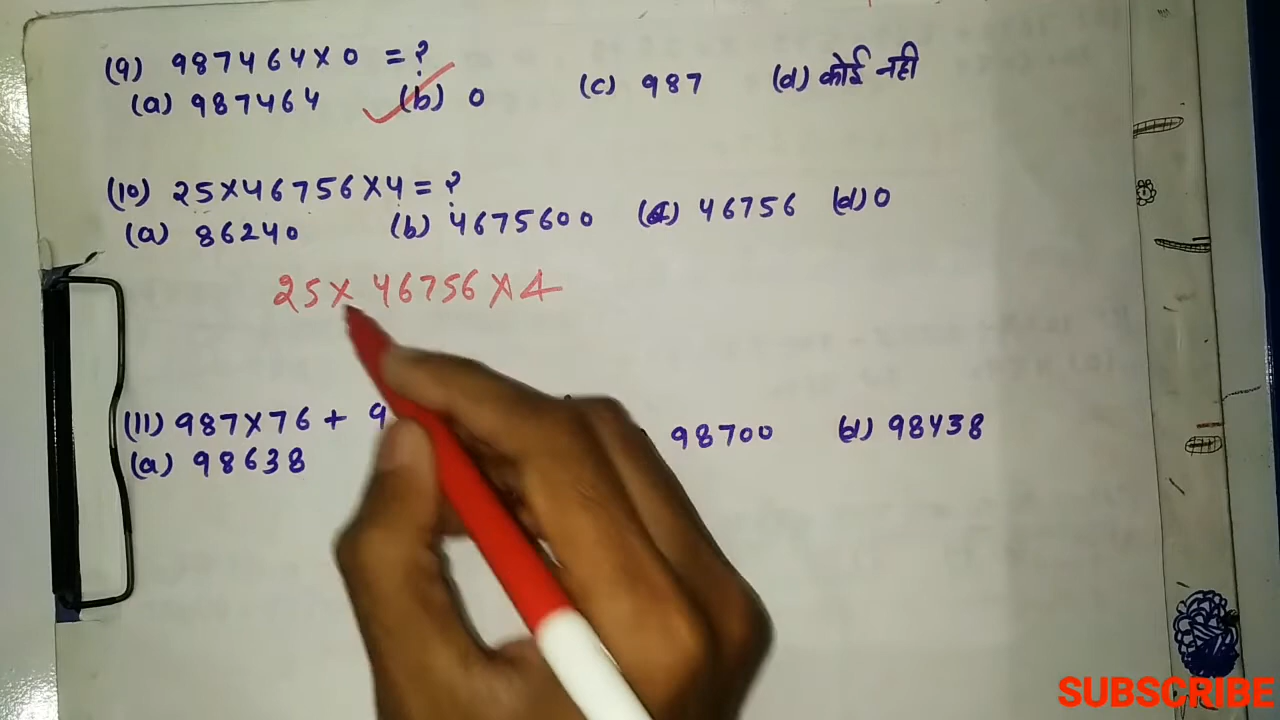 (9) 987464×0 = ?
(a) 987464 (b) 0 (c) 987 (d) कोई नही
(10) 25×46756×4 = ?
(a) 86240 (b) 4675600 (c) 46756 (d) 0
25× 46756 ×4
(11) 987×76 + 9
(a) 98638 98700 (d) 98438
SUBSCRIBE